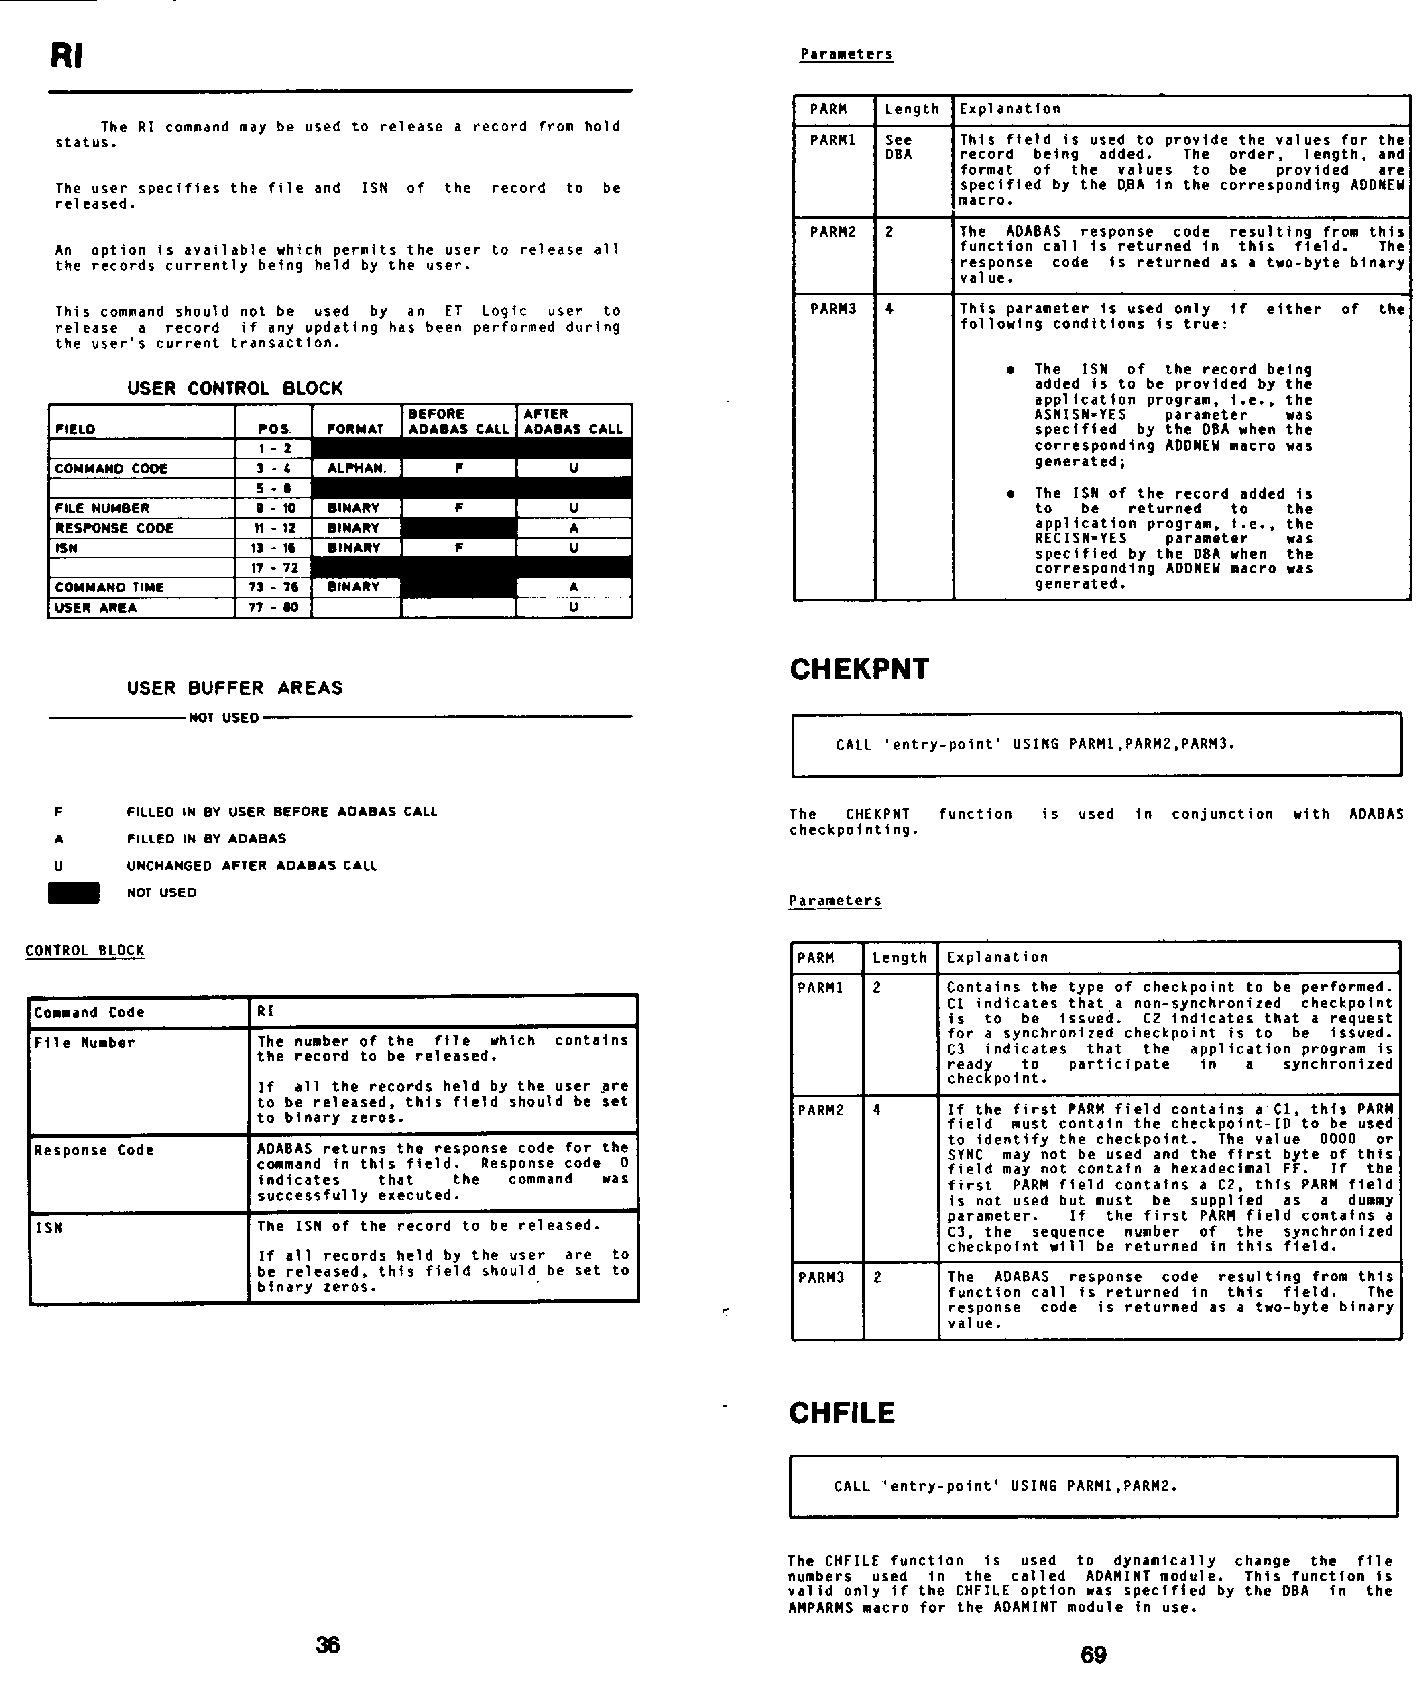 RI
The RI command may be used to release a record from hold
status.
The user specifies the file and ISN of the record to be
released.
An option is available which permits the user to release all
the records currently being held by the user.
This command should not be used by an ET Logic user to
release a record if any updating has been performed during
the user's current transaction.
USER CONTROL BLOCK
FIELD POS. FORMAT BEFORE ADABAS CALL AFTER ADABAS CALL
1 - 2
COMMAND CODE 3 - 4 ALPHAN. F U
5 - 8
FILE NUMBER 9 - 10 BINARY F U
RESPONSE CODE 11 - 12 BINARY A
ISN 13 - 16 BINARY F U
17 - 72
COMMAND TIME 73 - 76 BINARY A
USER AREA 77 - 80 U
USER BUFFER AREAS
NOT USED
F FILLED IN BY USER BEFORE ADABAS CALL
A FILLED IN BY ADABAS
U UNCHANGED AFTER ADABAS CALL
NOT USED
CONTROL BLOCK
Command Code RI
File Number The number of the file which contains
the record to be released.
If all the records held by the user are
to be released, this field should be set
to binary zeros.
Response Code ADABAS returns the response code for the
command in this field. Response code 0
indicates that the command was
successfully executed.
ISN The ISN of the record to be released.
If all records held by the user are to
be released, this field should be set to
binary zeros.
36
Parameters
PARM Length Explanation
PARM1 See This field is used to provide the values for the
DBA record being added. The order, length, and
format of the values to be provided are
specified by the DBA in the corresponding ADDNEW
macro.
PARM2 2 The ADABAS response code resulting from this
function call is returned in this field. The
response code is returned as a two-byte binary
value.
PARM3 4 This parameter is used only if either of the
following conditions is true:
• The ISN of the record being
added is to be provided by the
application program, i.e., the
ASNISN=YES parameter was
specified by the DBA when the
corresponding ADDNEW macro was
generated;
• The ISN of the record added is
to be returned to the
application program, i.e., the
RECISN=YES parameter was
specified by the DBA when the
corresponding ADDNEW macro was
generated.
CHEKPNT
CALL 'entry-point' USING PARM1,PARM2,PARM3.
The CHEKPNT function is used in conjunction with ADABAS
checkpointing.
Parameters
PARM Length Explanation
PARM1 2 Contains the type of checkpoint to be performed.
C1 indicates that a non-synchronized checkpoint
is to be issued. C2 indicates that a request
for a synchronized checkpoint is to be issued.
C3 indicates that the application program is
ready to participate in a synchronized
checkpoint.
PARM2 4 If the first PARM field contains a C1, this PARM
field must contain the checkpoint-ID to be used
to identify the checkpoint. The value 0000 or
SYNC may not be used and the first byte of this
field may not contain a hexadecimal FF. If the
first PARM field contains a C2, this PARM field
is not used but must be supplied as a dummy
parameter. If the first PARM field contains a
C3, the sequence number of the synchronized
checkpoint will be returned in this field.
PARM3 2 The ADABAS response code resulting from this
function call is returned in this field. The
response code is returned as a two-byte binary
value.
CHFILE
CALL 'entry-point' USING PARM1,PARM2.
The CHFILE function is used to dynamically change the file
numbers used in the called ADAMINT module. This function is
valid only if the CHFILE option was specified by the DBA in the
AMPARMS macro for the ADAMINT module in use.
69